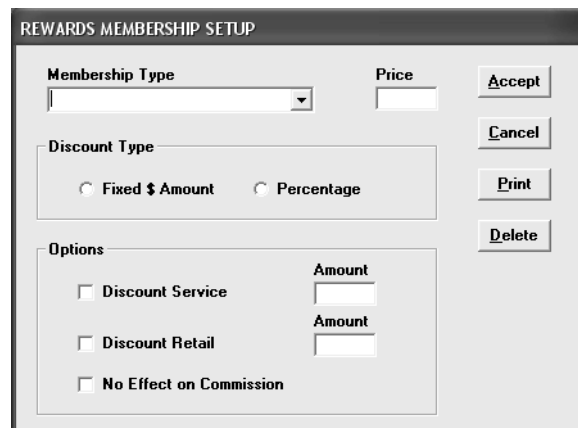 REWARDS MEMBERSHIP SETUP
Membership Type Price
Accept
Cancel
Discount Type
Fixed $ Amount Percentage
Print
Delete
Options
Amount
Discount Service
Amount
Discount Retail
No Effect on Commission